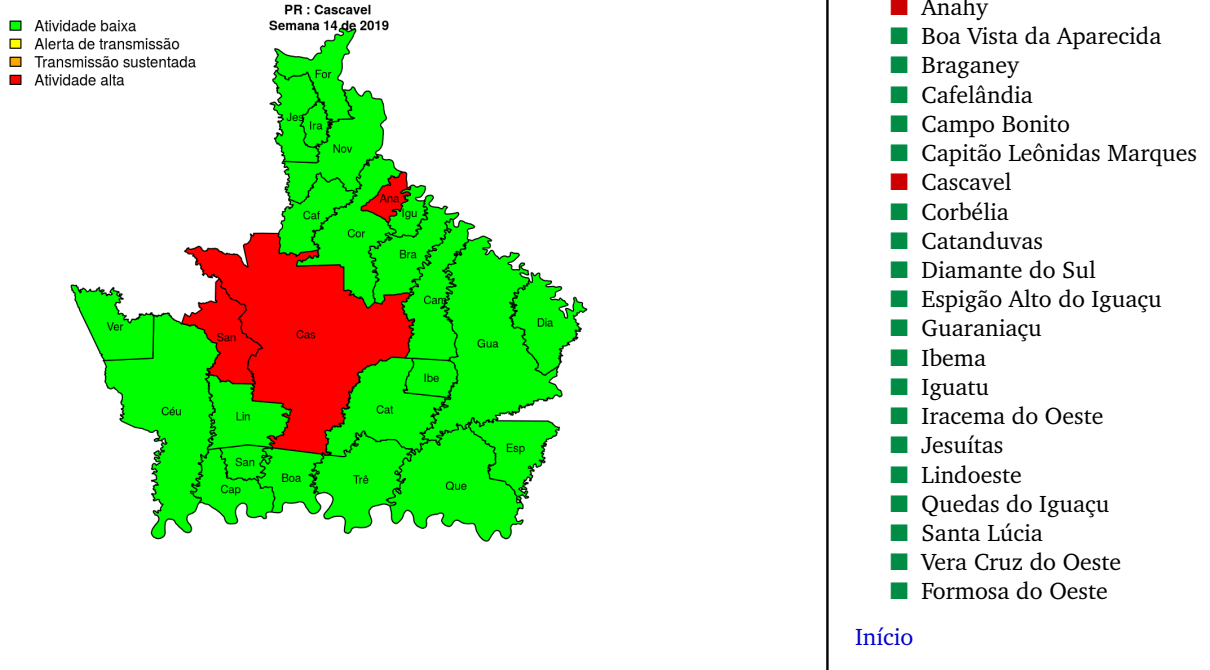 PR : Cascavel
Semana 14 de 2019
Atividade baixa
Alerta de transmissão
Transmissão sustentada
Atividade alta
For
Jes
Ira
Nov
Ana
Caf
Igu
Cor
Bra
Cam
Ver
San
Cas
Dia
Gua
Ibe
Céu
Lin
Cat
San
Esp
Cap
Boa
Trê
Que
Anahy
Boa Vista da Aparecida
Braganey
Cafelândia
Campo Bonito
Capitão Leônidas Marques
Cascavel
Corbélia
Catanduvas
Diamante do Sul
Espigão Alto do Iguaçu
Guaraniaçu
Ibema
Iguatu
Iracema do Oeste
Jesuítas
Lindoeste
Quedas do Iguaçu
Santa Lúcia
Vera Cruz do Oeste
Formosa do Oeste
Início